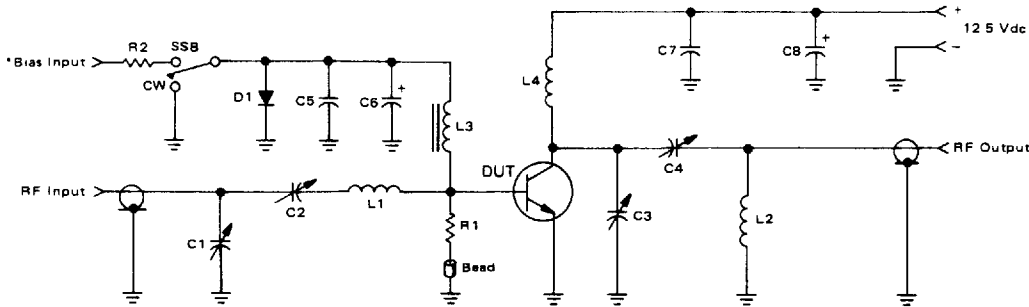 +
12 5 Vdc
−
C7
C8
+
L4
R2
SSB
*Bias Input
CW
D1
C5
C6
+
L3
DUT
RF Output
C4
RF Input
C2
L1
C1
R1
C3
L2
Bead